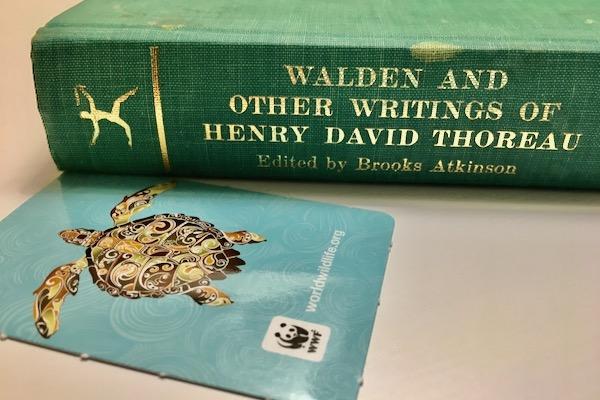 WALDEN AND
OTHER WRITINGS OF
HENRY DAVID THOREAU
Edited by Brooks Atkinson
worldwildlife.org
WWF